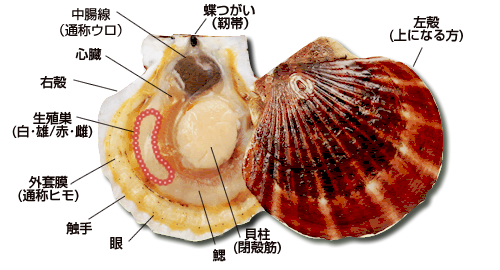 中腸線
(通称ウロ)
蝶つがい
(靭帯)
左殻
(上になる方)
心臓
右殻
生殖巣
(白・雄/赤・雌)
外套膜
(通称ヒモ)
触手
眼
鰓
貝柱
(閉殻筋)